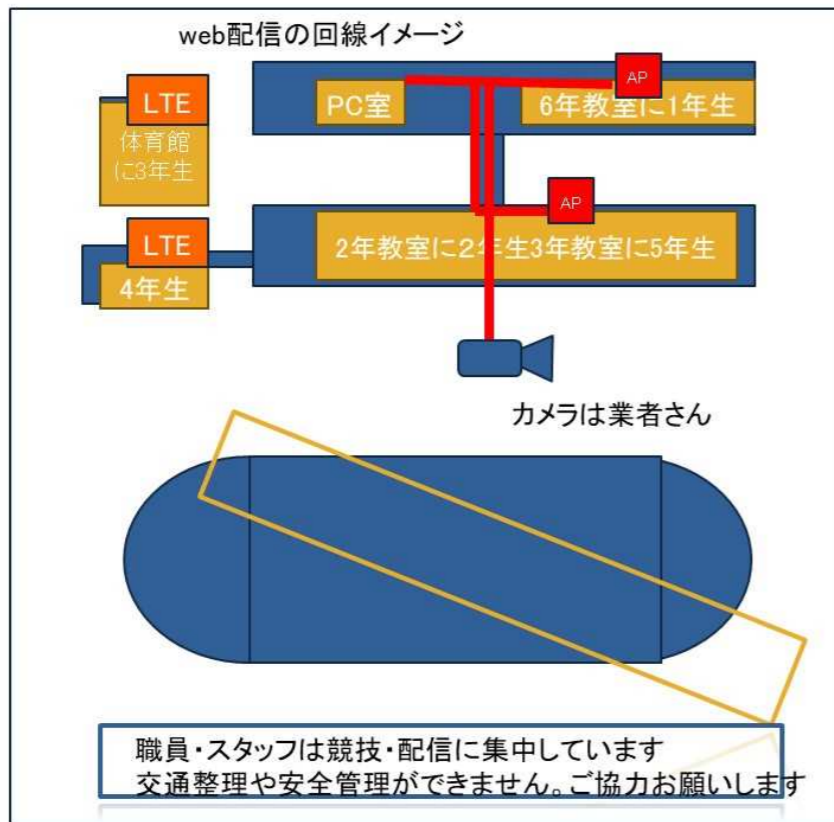 web配信の回線イメージ
LTE
体育館
に3年生
PC室
AP
6年教室に1年生
AP
LTE
4年生
2年教室に２年生3年教室に5年生
カメラは業者さん
職員・スタッフは競技・配信に集中しています
交通整理や安全管理ができません。ご協力お願いします